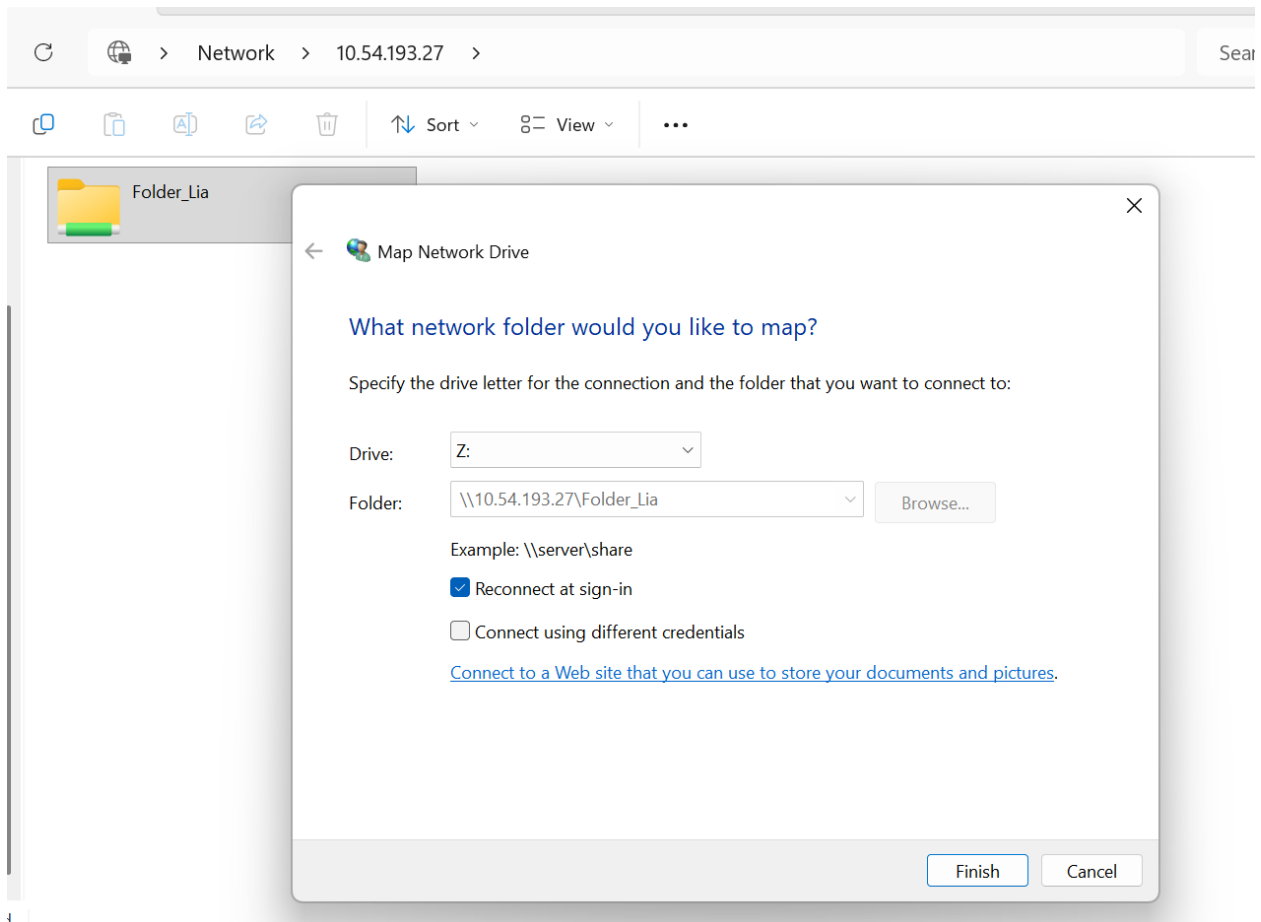 Network 10.54.193.27 Sear
Sort View
Folder_Lia
Map Network Drive
What network folder would you like to map?
Specify the drive letter for the connection and the folder that you want to connect to:
Drive: Z:
Folder: \\10.54.193.27\Folder_Lia Browse...
Example: \\server\share
Reconnect at sign-in
Connect using different credentials
Connect to a Web site that you can use to store your documents and pictures.
Finish Cancel